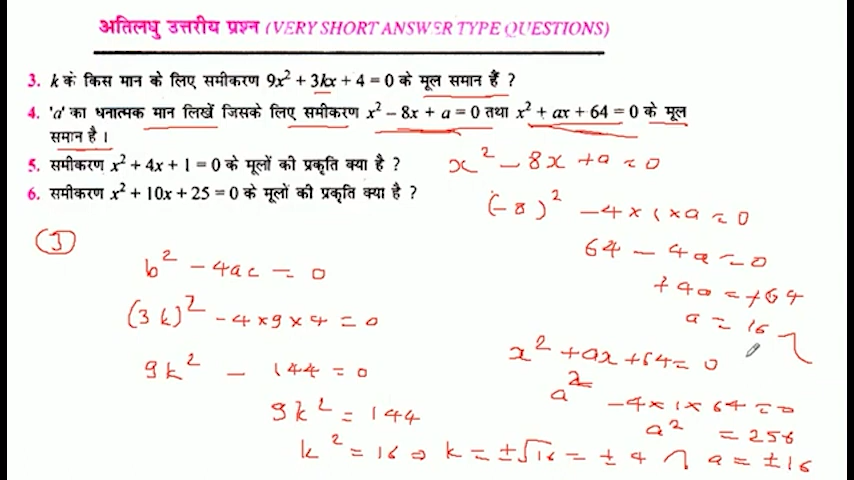 अतिलघु उत्तरीय प्रश्न (VERY SHORT ANSWER TYPE QUESTIONS)
3. k के किस मान के लिए समीकरण 9x² + 3kx + 4 = 0 के मूल समान हैं ?
4. 'a' का धनात्मक मान लिखें जिसके लिए समीकरण x² – 8x + a = 0 तथा x² + ax + 64 = 0 के मूल
समान है ।
5. समीकरण x² + 4x + 1 = 0 के मूलों की प्रकृति क्या है ?
6. समीकरण x² + 10x + 25 = 0 के मूलों की प्रकृति क्या है ?
(3)
b² - 4ac = 0
(3k)² - 4×9×4 = 0
9k² - 144 = 0
9k² = 144
k² = 16 ⇒ k = ±√16 = ± 4
x² - 8x + a = 0
(-8)² - 4×1×a = 0
64 - 4a = 0
+4a = +64
a = 16
x² + ax + 64 = 0
a² - 4×1×64 = 0
a² = 256
a = ±16